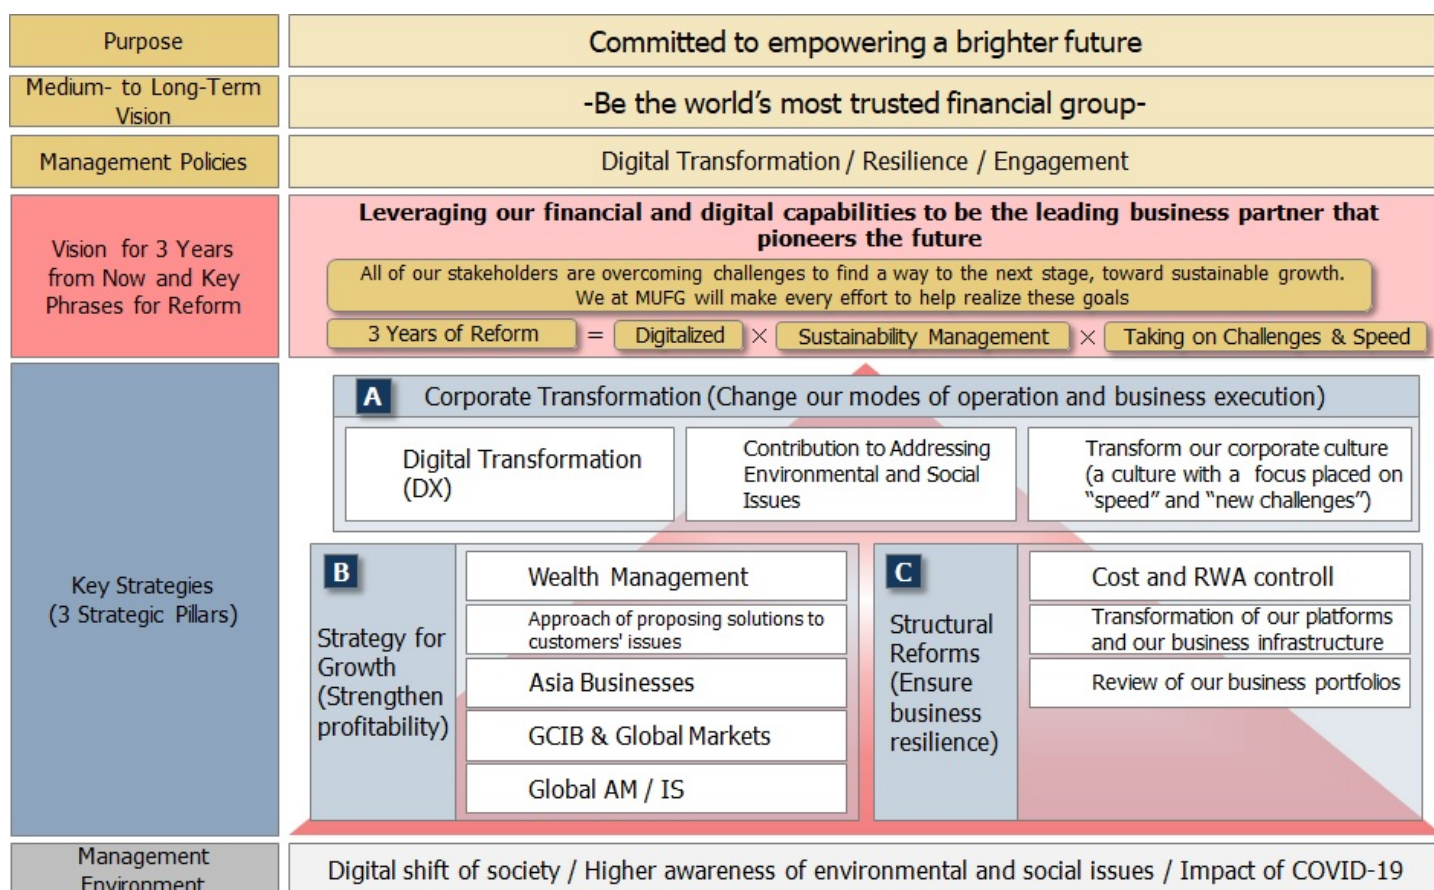 Purpose
Committed to empowering a brighter future
Medium- to Long-Term
Vision
-Be the world's most trusted financial group-
Management Policies
Digital Transformation / Resilience / Engagement
Vision for 3 Years
from Now and Key
Phrases for Reform
Leveraging our financial and digital capabilities to be the leading business partner that
pioneers the future
All of our stakeholders are overcoming challenges to find a way to the next stage, toward sustainable growth.
We at MUFG will make every effort to help realize these goals
3 Years of Reform = Digitalized × Sustainability Management × Taking on Challenges & Speed
Key Strategies
(3 Strategic Pillars)
A Corporate Transformation (Change our modes of operation and business execution)
Digital Transformation
(DX)
Contribution to Addressing
Environmental and Social
Issues
Transform our corporate culture
(a culture with a focus placed on
“speed” and “new challenges”)
B
Strategy for
Growth
(Strengthen
profitability)
Wealth Management
Approach of proposing solutions to
customers' issues
Asia Businesses
GCIB & Global Markets
Global AM / IS
C
Structural
Reforms
(Ensure
business
resilience)
Cost and RWA controll
Transformation of our platforms
and our business infrastructure
Review of our business portfolios
Management
Environment
Digital shift of society / Higher awareness of environmental and social issues / Impact of COVID-19